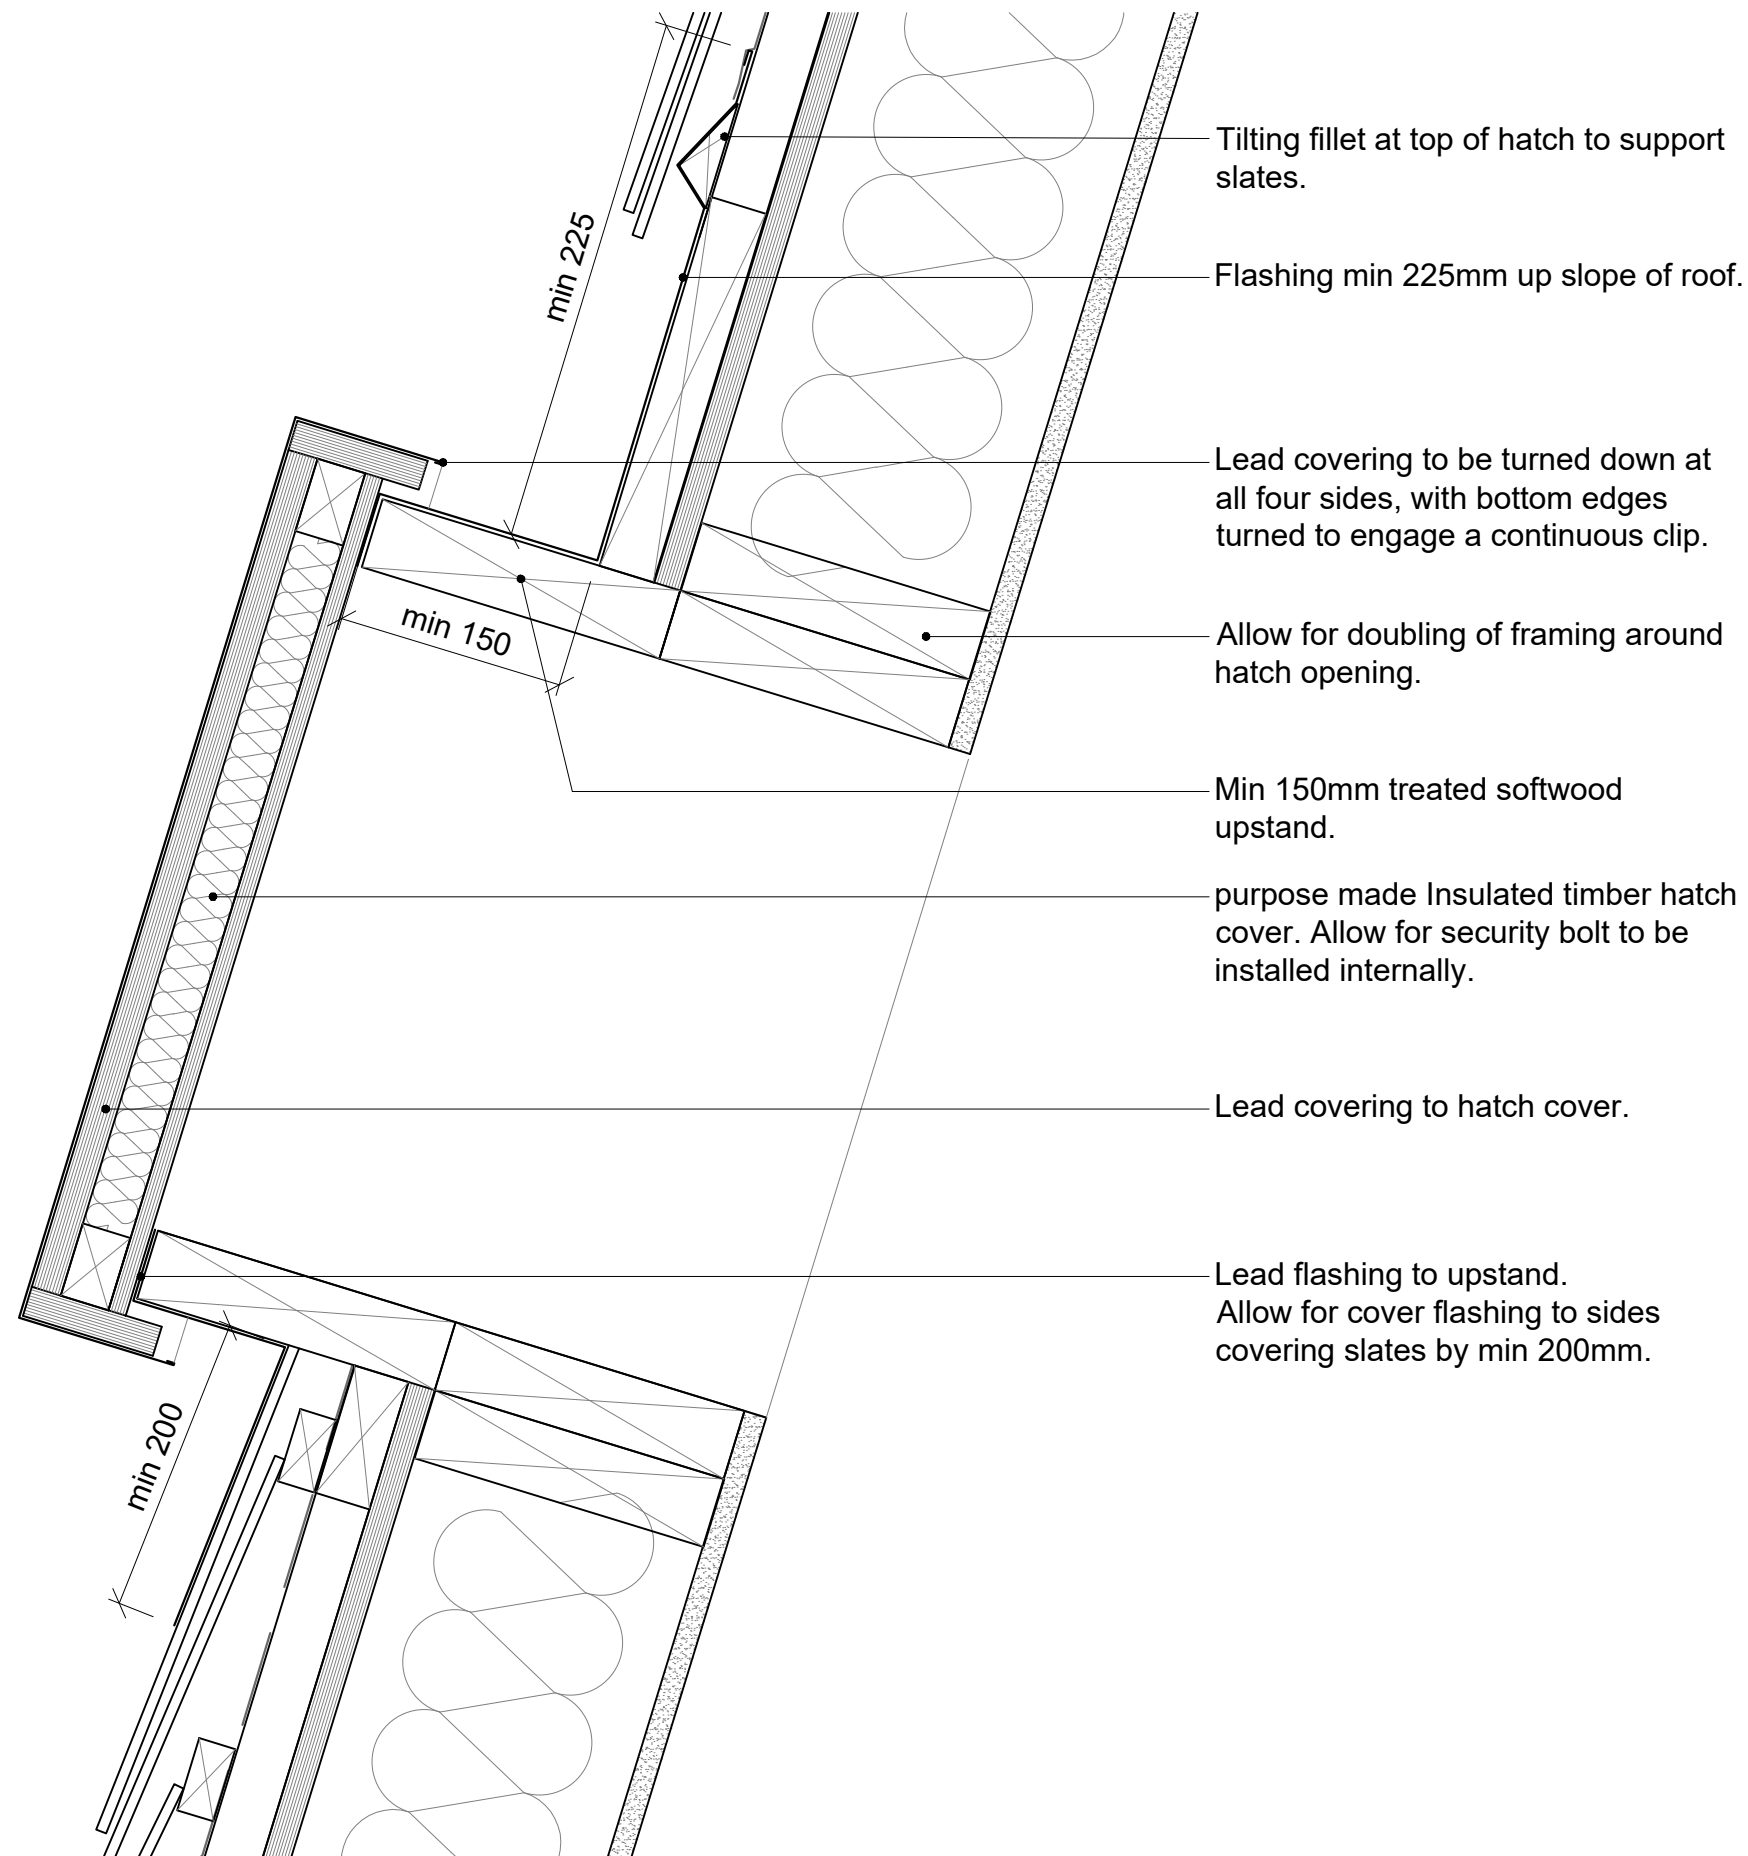 Tilting fillet at top of hatch to support
slates.
min 225
Flashing min 225mm up slope of roof.
Lead covering to be turned down at
all four sides, with bottom edges
turned to engage a continuous clip.
min 150
Allow for doubling of framing around
hatch opening.
Min 150mm treated softwood
upstand.
purpose made Insulated timber hatch
cover. Allow for security bolt to be
installed internally.
Lead covering to hatch cover.
Lead flashing to upstand.
Allow for cover flashing to sides
covering slates by min 200mm.
min 200